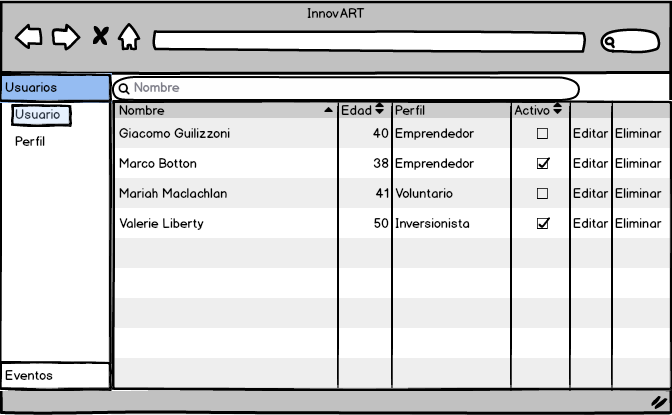 InnovART
Usuarios
Nombre
Usuario
Perfil
Eventos
Nombre Edad Perfil Activo
Giacomo Guilizzoni 40 Emprendedor Editar Eliminar
Marco Botton 38 Emprendedor Editar Eliminar
Mariah Maclachlan 41 Voluntario Editar Eliminar
Valerie Liberty 50 Inversionista Editar Eliminar